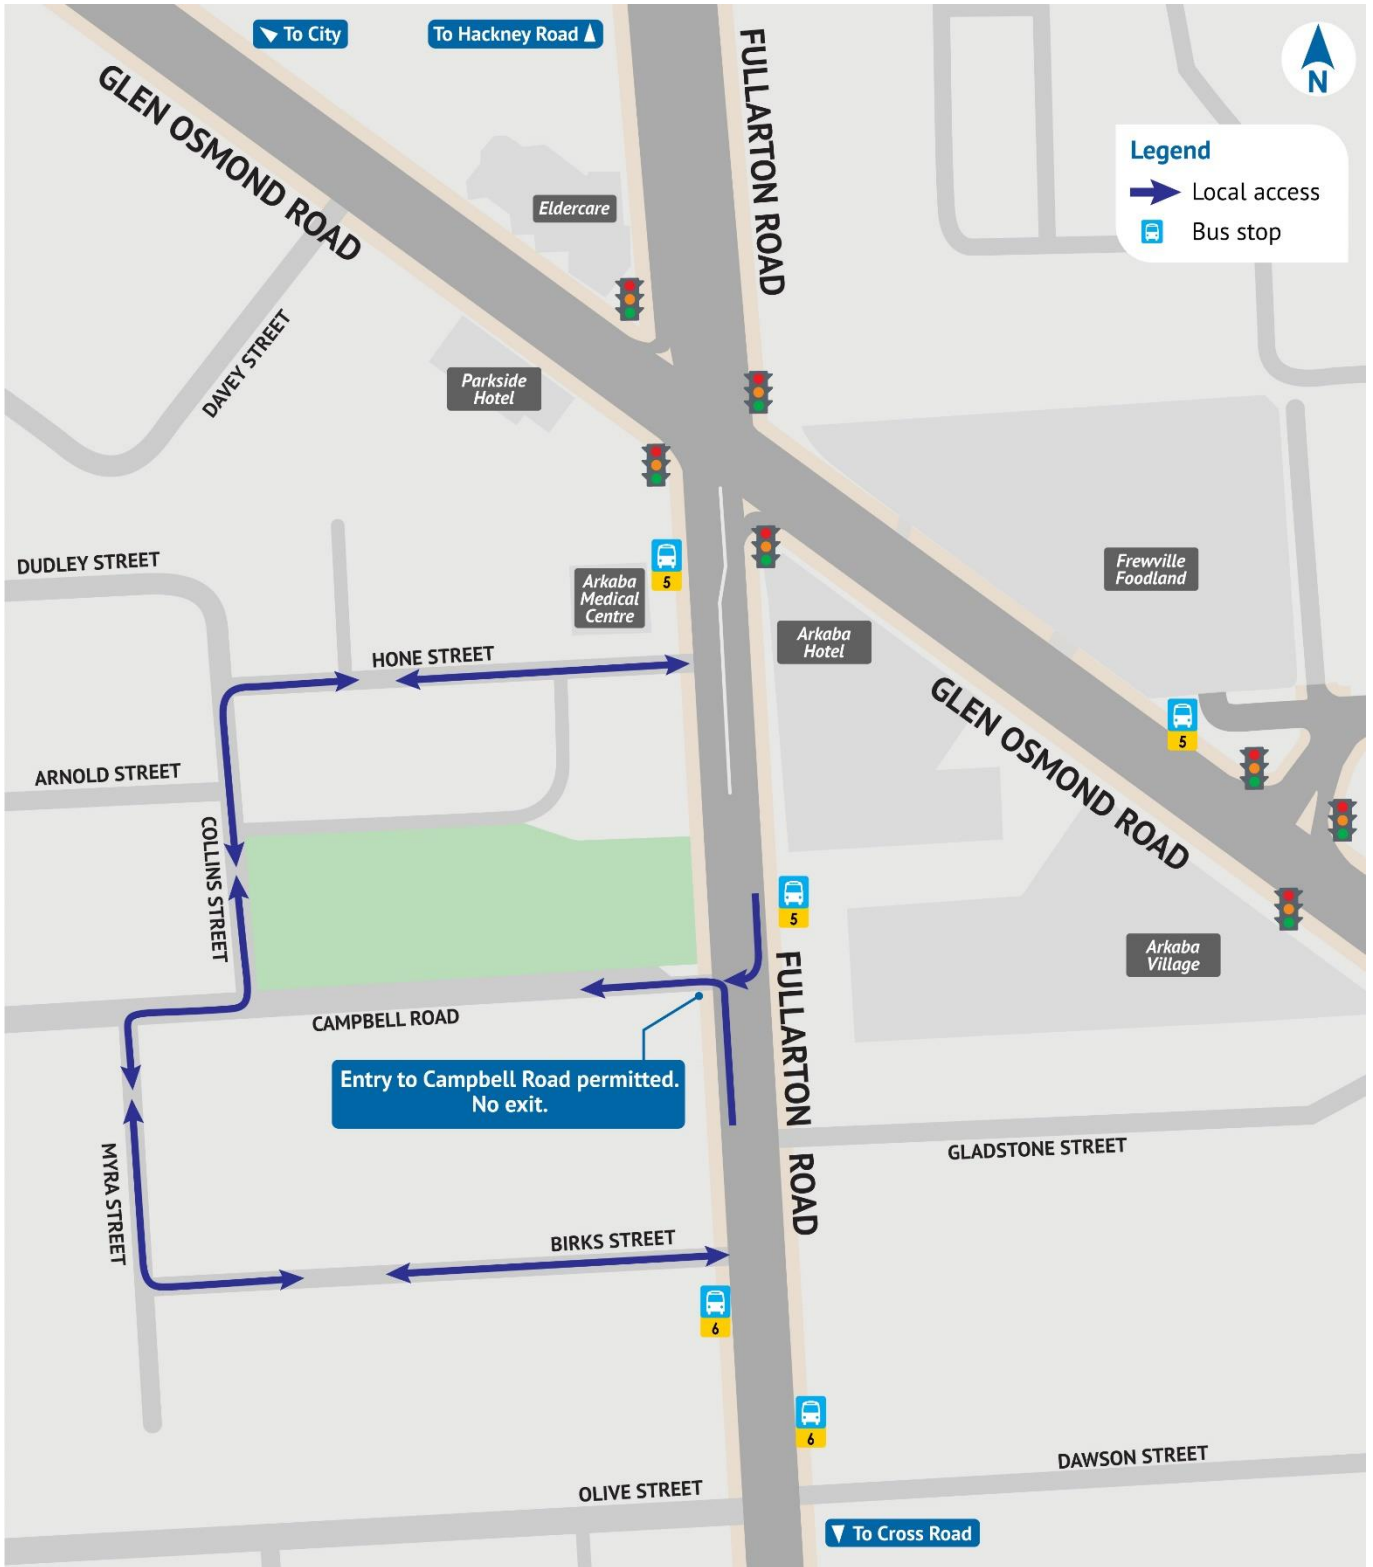 To City
To Hackney Road
FULLARTON ROAD
N
GLEN OSMOND ROAD
Legend
Local access
Bus stop
Eldercare
DAVEY STREET
Parkside
Hotel
DUDLEY STREET
5
Arkaba
Medical
Centre
Frewville
Foodland
Arkaba
Hotel
HONE STREET
GLEN OSMOND ROAD
5
ARNOLD STREET
COLLINS STREET
5
Arkaba
Village
FULLARTON ROAD
CAMPBELL ROAD
Entry to Campbell Road permitted.
No exit.
GLADSTONE STREET
MYRA STREET
BIRKS STREET
6
6
DAWSON STREET
OLIVE STREET
To Cross Road